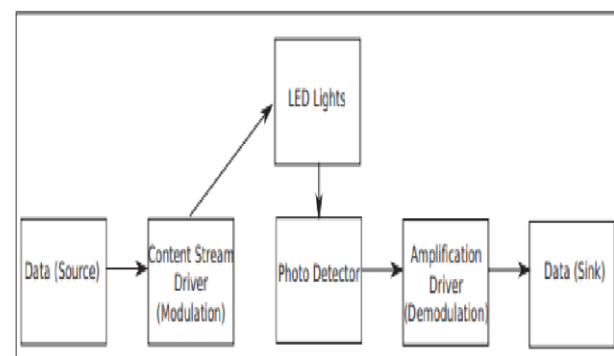 LED Lights
Data (Source)
Content Stream
Driver
(Modulation)
Photo Detector
Amplification
Driver
(Demodulation)
Data (Sink)